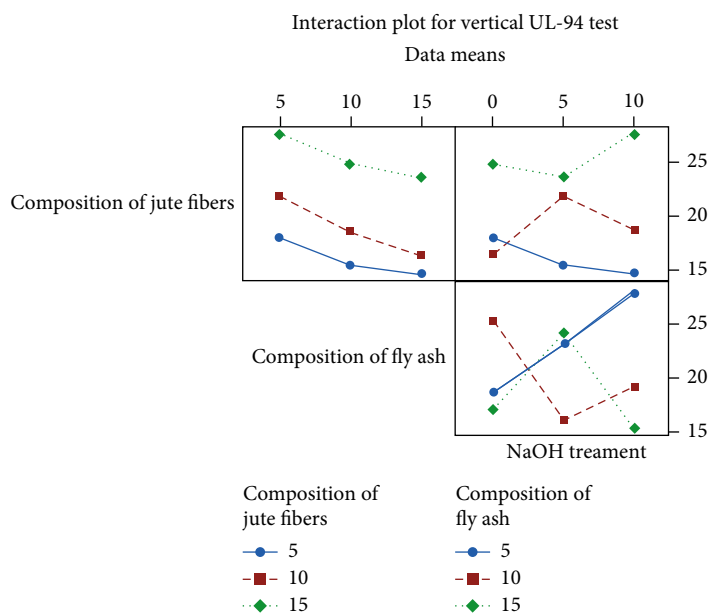 Interaction plot for vertical UL-94 test
Data means
5 10 15 0 5 10
Composition of jute fibers
25
20
15
Composition of fly ash
25
20
15
NaOH treament
Composition of
jute fibers
5
10
15
Composition of
fly ash
5
10
15